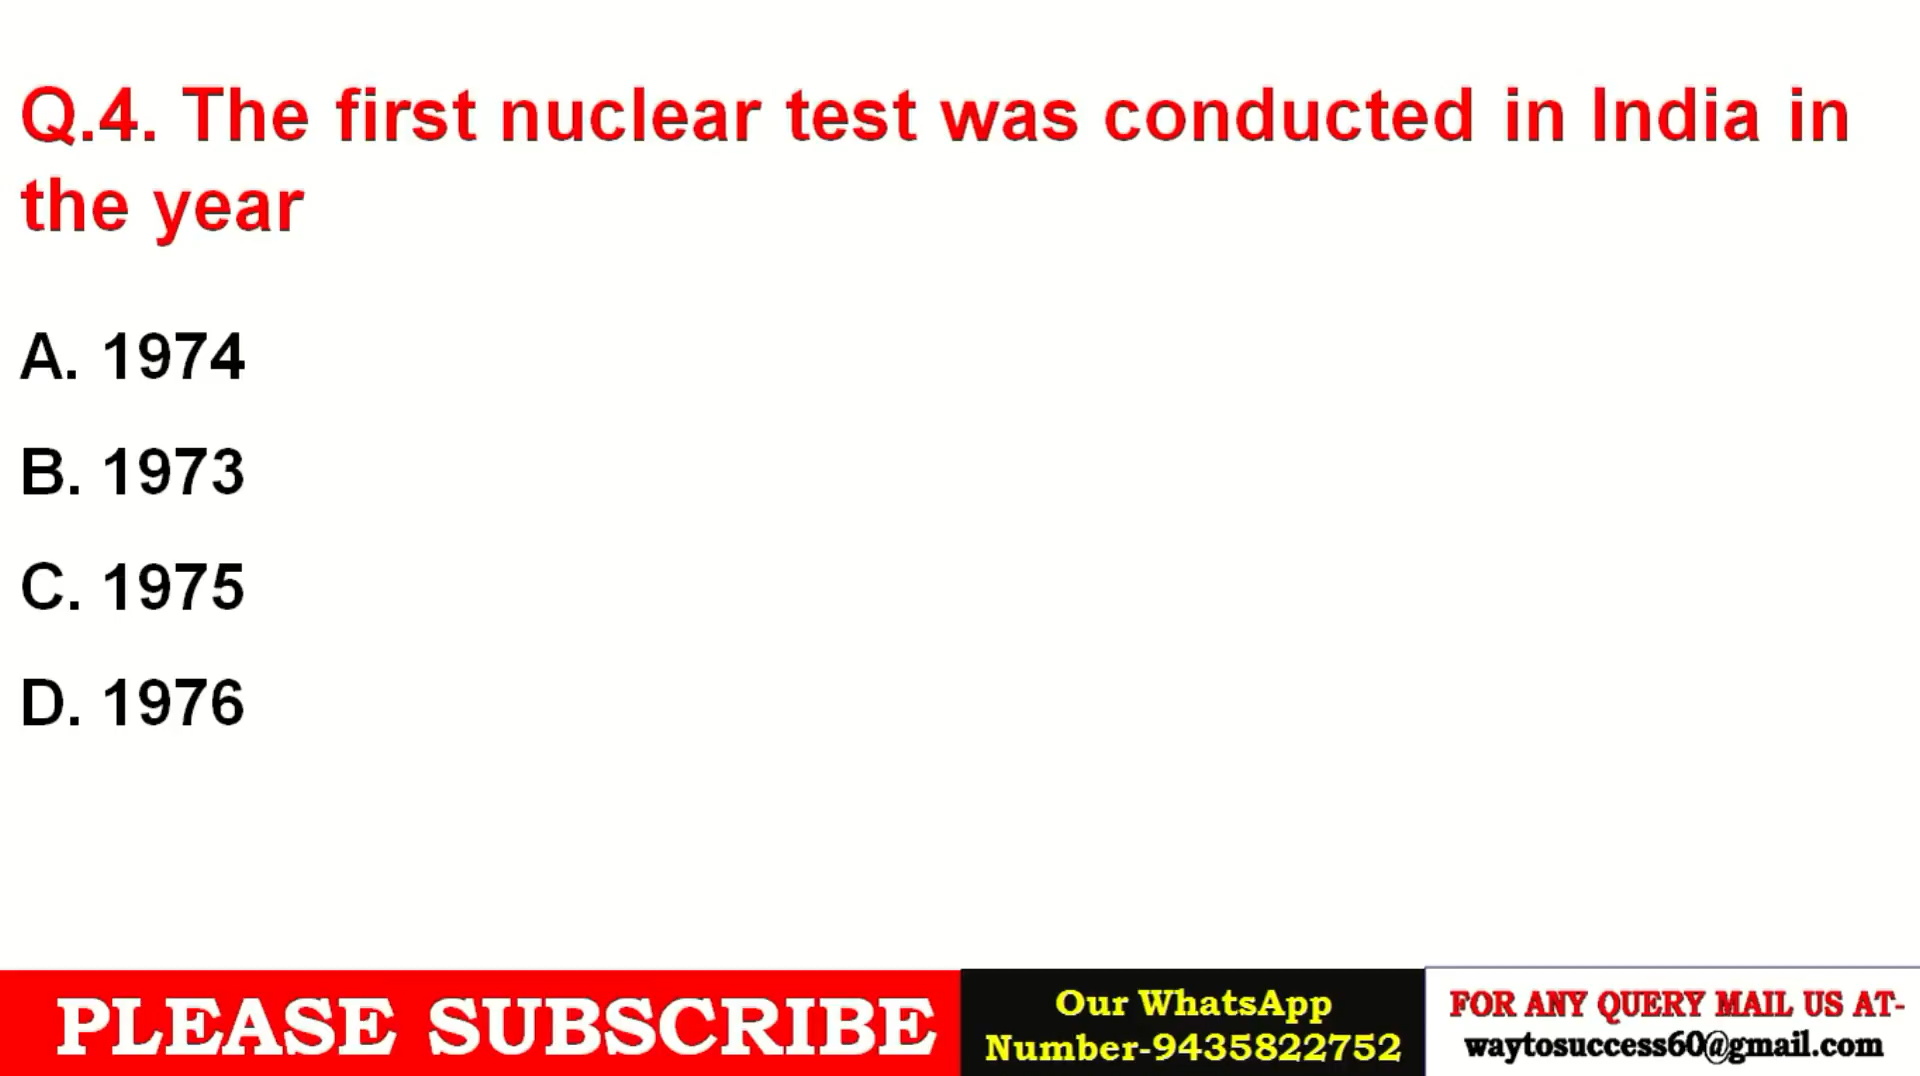 Q.4. The first nuclear test was conducted in India in
the year
A. 1974
B. 1973
C. 1975
D. 1976
PLEASE SUBSCRIBE
Our WhatsApp
Number-9435822752
FOR ANY QUERY MAIL US AT-
waytosuccess60@gmail.com